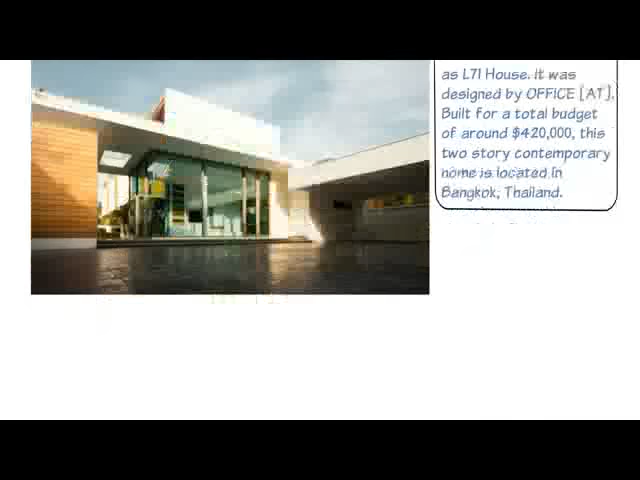 as L71 House. It was
designed by OFFICE [AT].
Built for a total budget
of around $420,000, this
two story contemporary
home is located in
Bangkok, Thailand.